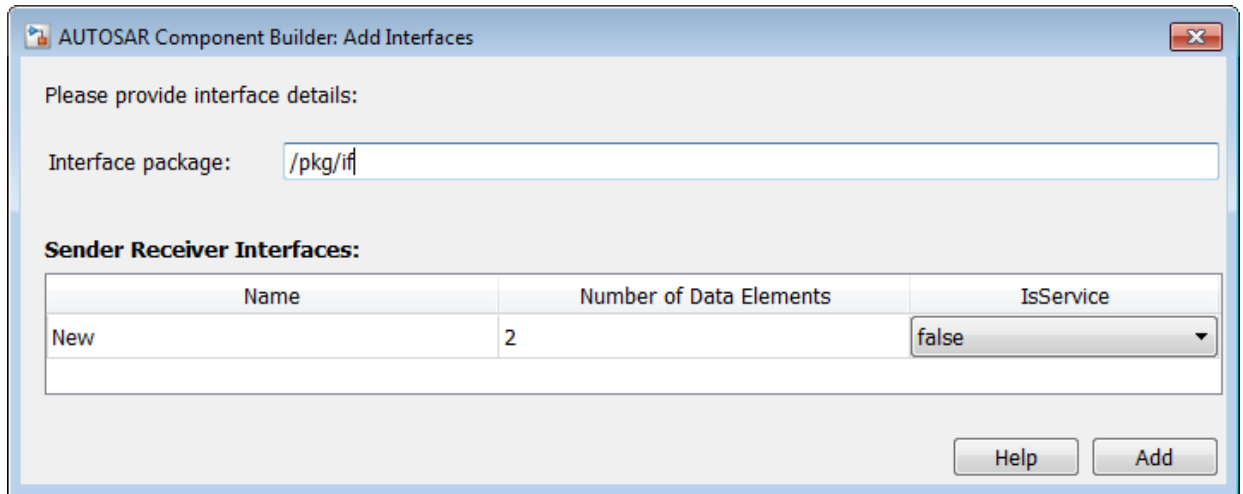 AUTOSAR Component Builder: Add Interfaces
Please provide interface details:
Interface package: /pkg/if
Sender Receiver Interfaces:
Name Number of Data Elements IsService
New 2 false
Help Add